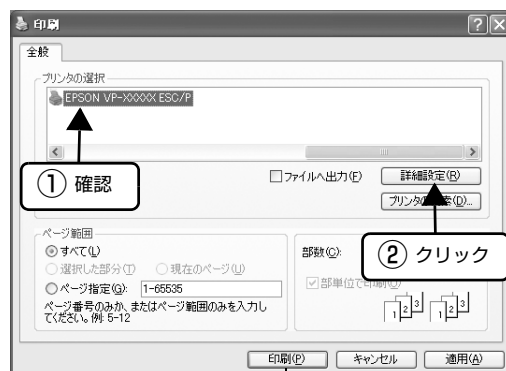 印刷
全般
プリンタの選択
EPSON VP-XXXXX ESC/P
① 確認
ファイルへ出力(F)
詳細設定(R)
プリンタの検索(D)...
ページ範囲
すべて(L)
選択した部分(T) 現在のページ(U)
ページ指定(G): 1-65535
ページ番号のみか、またはページ範囲のみを入力し
てください。例: 5-12
部数(C):
② クリック
部単位で印刷(O)
1 2 3 1 2 3
印刷(P) キャンセル 適用(A)